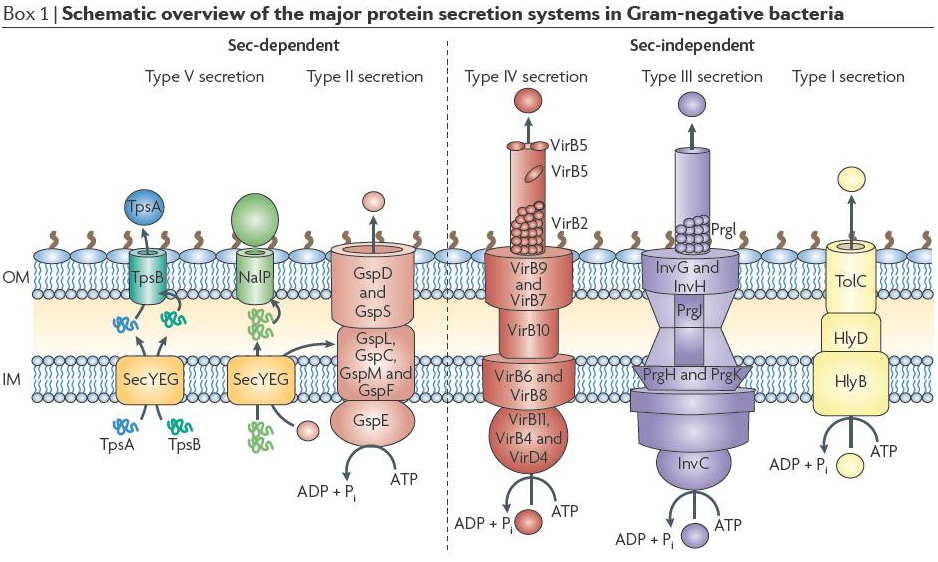 Box 1 | Schematic overview of the major protein secretion systems in Gram-negative bacteria
Sec-dependent
Sec-independent
Type V secretion
Type II secretion
Type IV secretion
Type III secretion
Type I secretion
VirB5
VirB5
VirB2
PrgI
TpsA
OM
TpsB
NalP
GspD
and
GspS
VirB9
and
VirB7
InvG and
InvH
PrgJ
TolC
VirB10
HlyD
IM
SecYEG
SecYEG
GspL,
GspC,
GspM and
GspF
VirB6 and
VirB8
PrgH and PrgK
HlyB
TpsA
TpsB
GspE
VirB11,
VirB4 and
VirD4
InvC
ADP + Pi
ATP
ADP + Pi
ATP
ADP + Pi
ATP
ADP + Pi
ATP